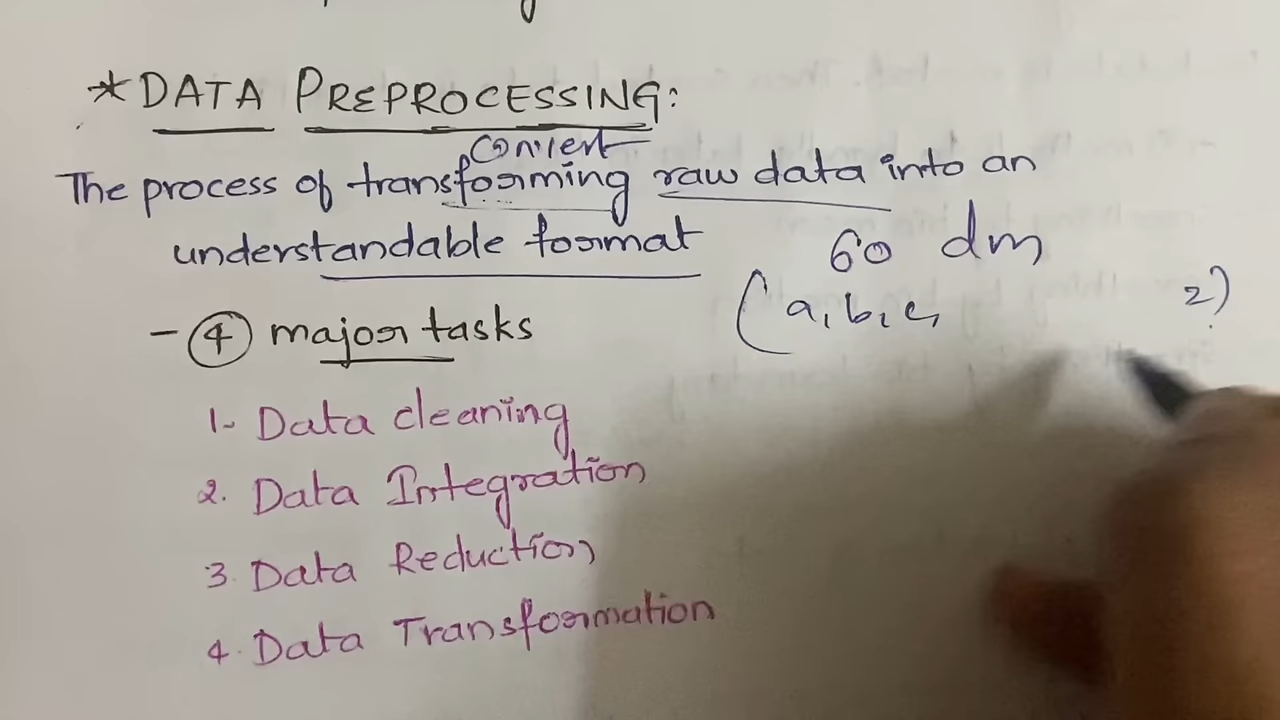 * DATA PREPROCESSING:
Convert
The process of transforming raw data into an
understandable format
60 dm
(a, b, c, z)
- 4 major tasks
1. Data cleaning
2. Data Integration
3. Data Reduction
4. Data Transformation